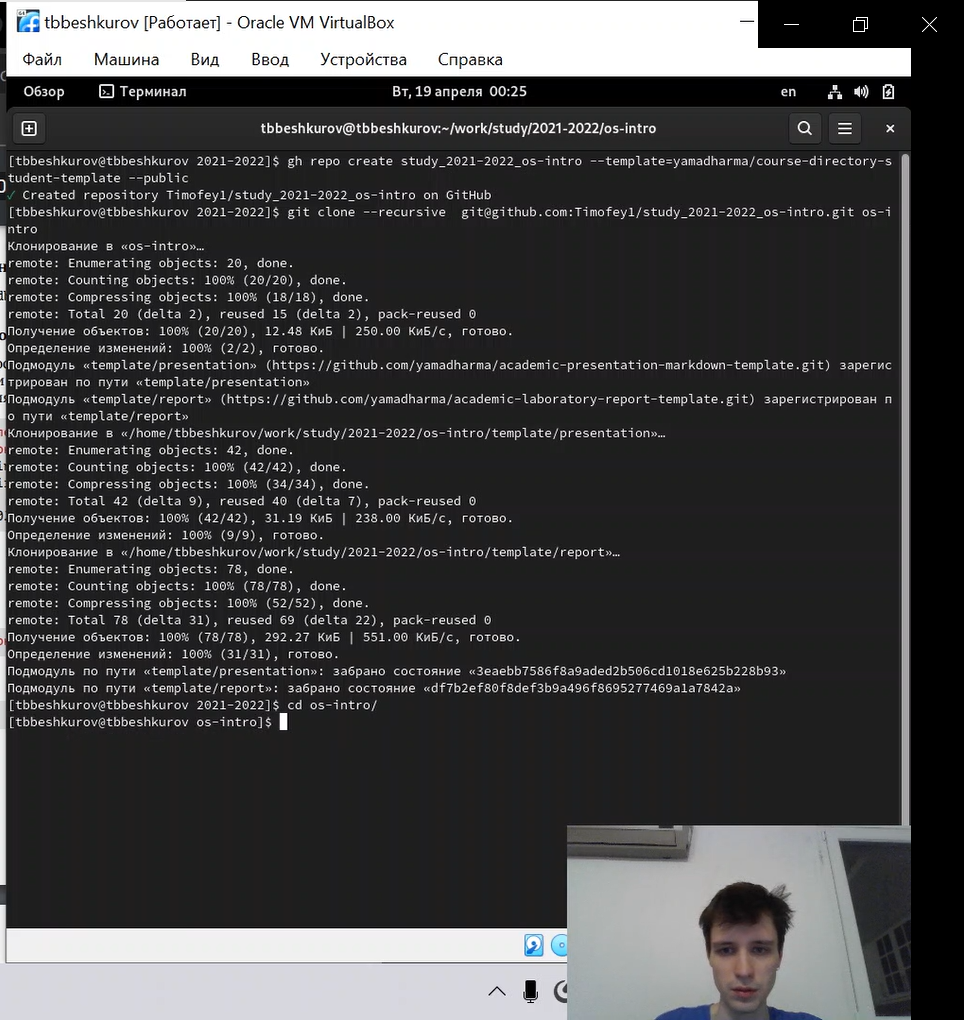 tbbeshkurov [Работает] - Oracle VM VirtualBox
Файл Машина Вид Ввод Устройства Справка
Обзор Терминал Вт, 19 апреля 00:25 en
tbbeshkurov@tbbeshkurov:~/work/study/2021-2022/os-intro
[tbbeshkurov@tbbeshkurov 2021-2022]$ gh repo create study_2021-2022_os-intro --template=yamadharma/course-directory-s
tudent-template --public
✓ Created repository Timofey1/study_2021-2022_os-intro on GitHub
[tbbeshkurov@tbbeshkurov 2021-2022]$ git clone --recursive  git@github.com:Timofey1/study_2021-2022_os-intro.git os-i
ntro
Клонирование в «os-intro»…
remote: Enumerating objects: 20, done.
remote: Counting objects: 100% (20/20), done.
remote: Compressing objects: 100% (18/18), done.
remote: Total 20 (delta 2), reused 15 (delta 2), pack-reused 0
Получение объектов: 100% (20/20), 12.48 КиБ | 250.00 КиБ/с, готово.
Определение изменений: 100% (2/2), готово.
Подмодуль «template/presentation» (https://github.com/yamadharma/academic-presentation-markdown-template.git) зарегис
трирован по пути «template/presentation»
Подмодуль «template/report» (https://github.com/yamadharma/academic-laboratory-report-template.git) зарегистрирован п
о пути «template/report»
Клонирование в «/home/tbbeshkurov/work/study/2021-2022/os-intro/template/presentation»…
remote: Enumerating objects: 42, done.
remote: Counting objects: 100% (42/42), done.
remote: Compressing objects: 100% (34/34), done.
remote: Total 42 (delta 9), reused 40 (delta 7), pack-reused 0
Получение объектов: 100% (42/42), 31.19 КиБ | 238.00 КиБ/с, готово.
Определение изменений: 100% (9/9), готово.
Клонирование в «/home/tbbeshkurov/work/study/2021-2022/os-intro/template/report»…
remote: Enumerating objects: 78, done.
remote: Counting objects: 100% (78/78), done.
remote: Compressing objects: 100% (52/52), done.
remote: Total 78 (delta 31), reused 69 (delta 22), pack-reused 0
Получение объектов: 100% (78/78), 292.27 КиБ | 551.00 КиБ/с, готово.
Определение изменений: 100% (31/31), готово.
Подмодуль по пути «template/presentation»: забрано состояние «3eaebb7586f8a9aded2b506cd1018e625b228b93»
Подмодуль по пути «template/report»: забрано состояние «df7b2ef80f8def3b9a496f8695277469a1a7842a»
[tbbeshkurov@tbbeshkurov 2021-2022]$ cd os-intro/
[tbbeshkurov@tbbeshkurov os-intro]$